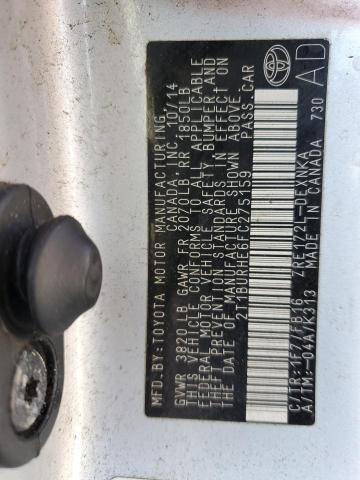 MFD.BY:TOYOTA MOTOR MANUFACTURING
CANADA, INC. 10/14
GVWR 3820 LB GAWR FR 2070LB RR 1850LB
THIS VEHICLE CONFORMS TO ALL APPLICABLE
FEDERAL MOTOR VEHICLE SAFETY BUMPER, AND
THEFT PREVENTION STANDARDS IN EFFECT ON
THE DATE OF MANUFACTURE SHOWN ABOVE.
2T1BURHE6FC275159 PASS.CAR
C/TR:1F7/FB16 ZRE172L-DEXNKA
A/TM:-04A/K313 MADE IN CANADA 730
AD